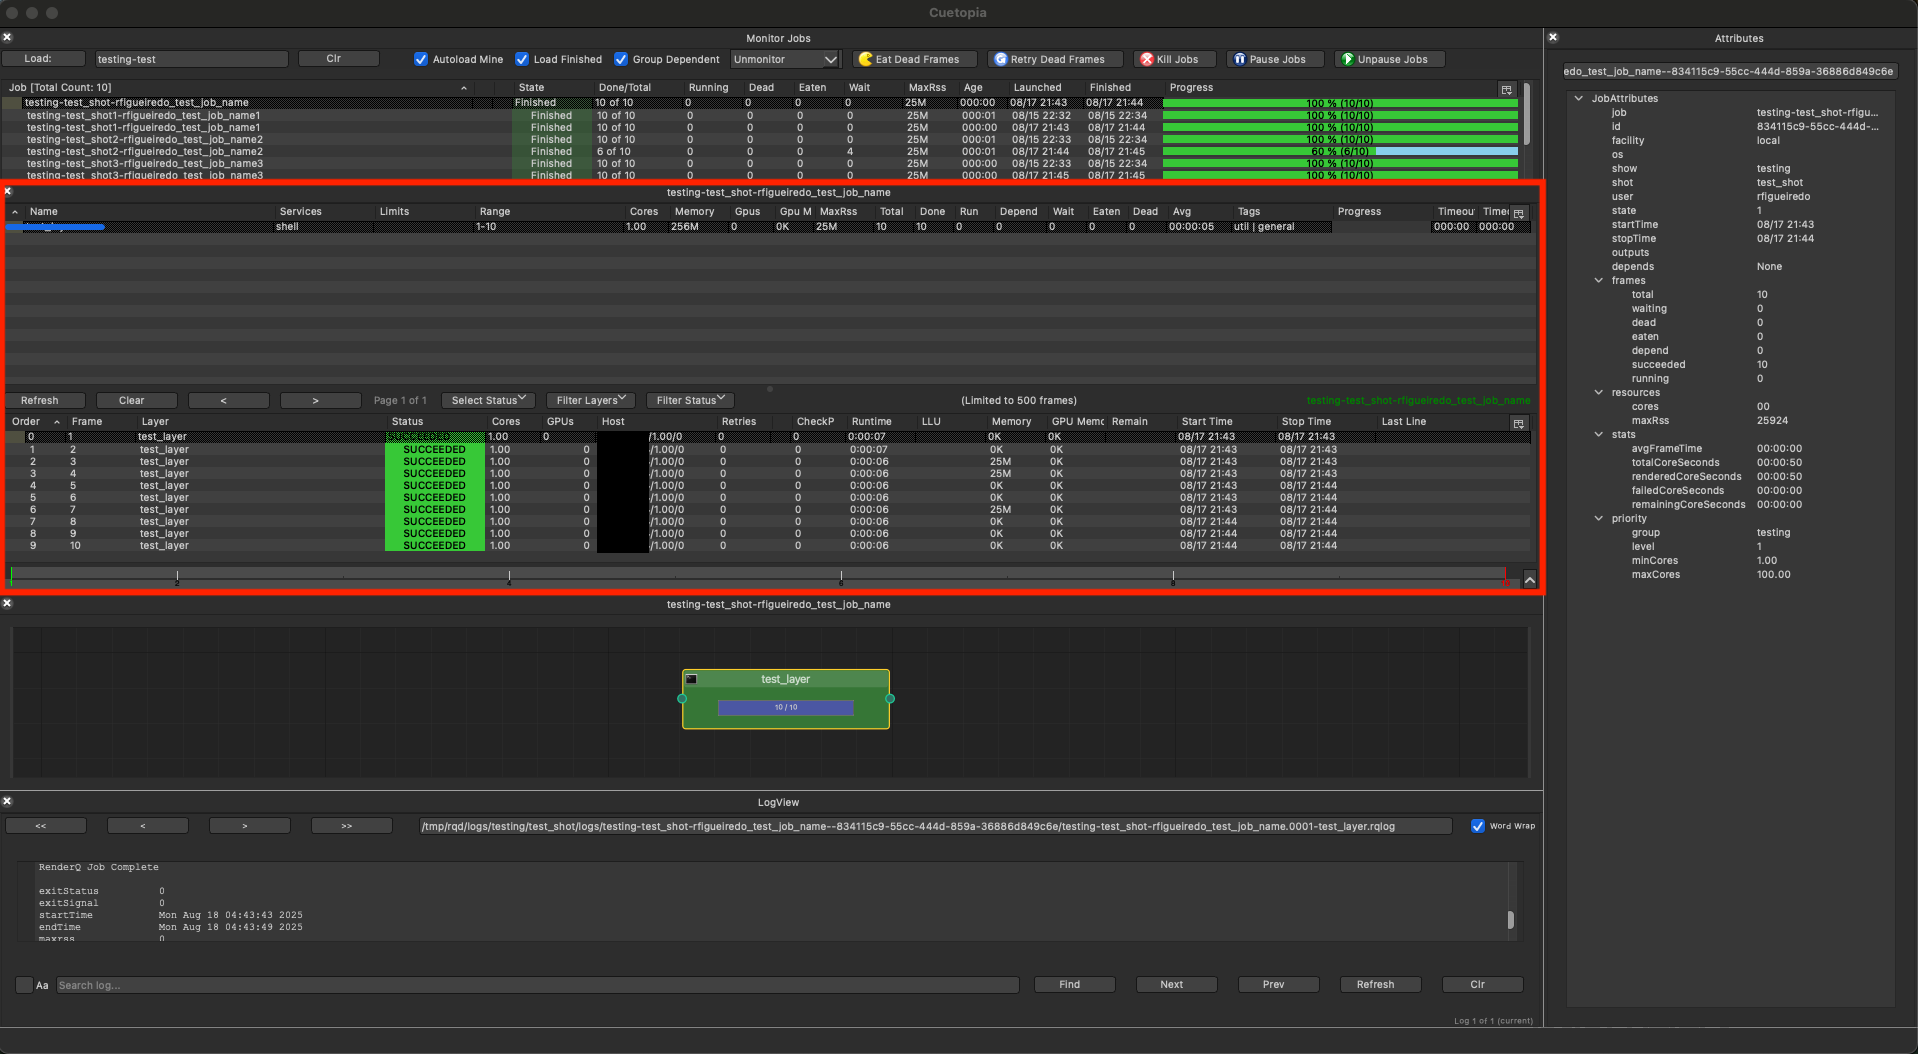 Cuetopia
Monitor Jobs
Load: testing-test Clr Autoload Mine Load Finished Group Dependent Unmonitor Eat Dead Frames Retry Dead Frames Kill Jobs Pause Jobs Unpause Jobs
Job [Total Count: 10] State Done/Total Running Dead Eaten Wait MaxRss Age Launched Finished Progress
testing-test_shot-rfigueiredo_test_job_name Finished 10 of 10 0 0 0 0 25M 000:00 08/17 21:43 08/17 21:44 100 % (10/10)
testing-test_shot1-rfigueiredo_test_job_name1 Finished 10 of 10 0 0 0 0 25M 000:01 08/15 22:32 08/15 22:34 100 % (10/10)
testing-test_shot1-rfigueiredo_test_job_name1 Finished 10 of 10 0 0 0 0 25M 000:00 08/17 21:43 08/17 21:44 100 % (10/10)
testing-test_shot2-rfigueiredo_test_job_name2 Finished 10 of 10 0 0 0 0 25M 000:01 08/15 22:33 08/15 22:34 100 % (10/10)
testing-test_shot2-rfigueiredo_test_job_name2 Finished 6 of 10 0 0 4 0 25M 000:01 08/17 21:44 08/17 21:45 60 % (6/10)
testing-test_shot3-rfigueiredo_test_job_name3 Finished 10 of 10 0 0 0 0 25M 000:00 08/15 22:33 08/15 22:34 100 % (10/10)
testing-test_shot3-rfigueiredo_test_job_name3 Finished 10 of 10 0 0 0 0 25M 000:00 08/17 21:45 08/17 21:45 100 % (10/10)
testing-test_shot-rfigueiredo_test_job_name
Name Services Limits Range Cores Memory Gpus Gpu M MaxRss Total Done Run Depend Wait Eaten Dead Avg Tags Progress Timeou Time
shell 1-10 1.00 256M 0 0K 25M 10 10 0 0 0 0 0 00:00:05 util | general 000:00 000:00
Refresh Clear < > Page 1 of 1 Select Status Filter Layers Filter Status (Limited to 500 frames) testing-test_shot-rfigueiredo_test_job_name
Order Frame Layer Status Cores GPUs Host Retries CheckP Runtime LLU Memory GPU Memc Remain Start Time Stop Time Last Line
0 1 test_layer SUCCEEDED 1.00 0 /1.00/0 0 0 0:00:07 0K 0K 08/17 21:43 08/17 21:43
1 2 test_layer SUCCEEDED 1.00 0 /1.00/0 0 0 0:00:07 0K 0K 08/17 21:43 08/17 21:43
2 3 test_layer SUCCEEDED 1.00 0 /1.00/0 0 0 0:00:06 25M 0K 08/17 21:43 08/17 21:43
3 4 test_layer SUCCEEDED 1.00 0 /1.00/0 0 0 0:00:06 25M 0K 08/17 21:43 08/17 21:43
4 5 test_layer SUCCEEDED 1.00 0 /1.00/0 0 0 0:00:06 0K 0K 08/17 21:43 08/17 21:44
5 6 test_layer SUCCEEDED 1.00 0 /1.00/0 0 0 0:00:06 0K 0K 08/17 21:43 08/17 21:44
6 7 test_layer SUCCEEDED 1.00 0 /1.00/0 0 0 0:00:06 25M 0K 08/17 21:43 08/17 21:44
7 8 test_layer SUCCEEDED 1.00 0 /1.00/0 0 0 0:00:06 0K 0K 08/17 21:44 08/17 21:44
8 9 test_layer SUCCEEDED 1.00 0 /1.00/0 0 0 0:00:06 0K 0K 08/17 21:44 08/17 21:44
9 10 test_layer SUCCEEDED 1.00 0 /1.00/0 0 0 0:00:06 0K 0K 08/17 21:44 08/17 21:44
2 4 6 8
testing-test_shot-rfigueiredo_test_job_name
test_layer
10 / 10
LogView
<< < > >> /tmp/rqd/logs/testing/test_shot/logs/testing-test_shot-rfigueiredo_test_job_name--834115c9-55cc-444d-859a-36886d849c6e/testing-test_shot-rfigueiredo_test_job_name.0001-test_layer.rqlog Word Wrap
RenderQ Job Complete
exitStatus 0
exitSignal 0
startTime Mon Aug 18 04:43:43 2025
endTime Mon Aug 18 04:43:49 2025
maxrss 0
Aa Search log... Find Next Prev Refresh Clr
Log 1 of 1 (current)
Attributes
edo_test_job_name--834115c9-55cc-444d-859a-36886d849c6e
JobAttributes
job testing-test_shot-rfigu...
id 834115c9-55cc-444d-...
facility local
os
show testing
shot test_shot
user rfigueiredo
state 1
startTime 08/17 21:43
stopTime 08/17 21:44
outputs
depends None
frames
total 10
waiting 0
dead 0
eaten 0
depend 0
succeeded 10
running 0
resources
cores 00
maxRss 25924
stats
avgFrameTime 00:00:00
totalCoreSeconds 00:00:50
renderedCoreSeconds 00:00:50
failedCoreSeconds 00:00:00
remainingCoreSeconds 00:00:00
priority
group testing
level 1
minCores 1.00
maxCores 100.00